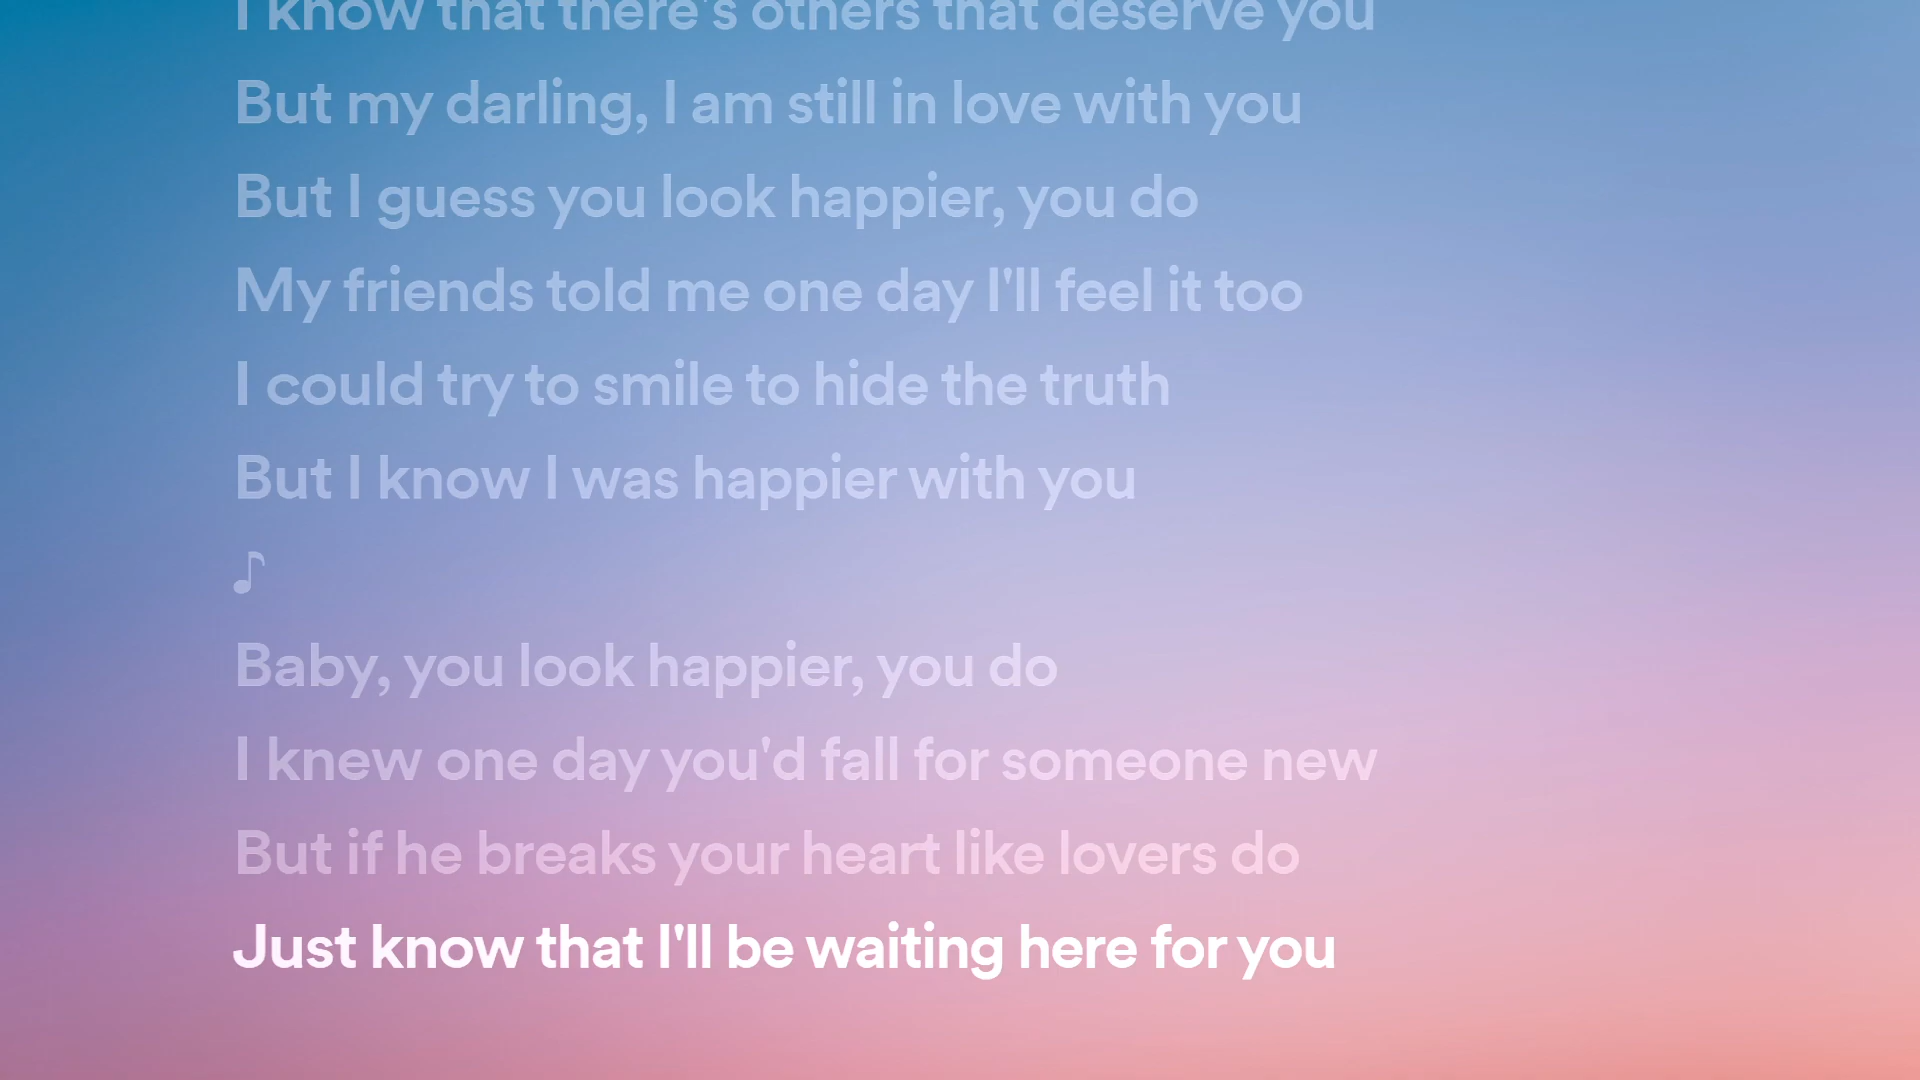 I know that there's others that deserve you
But my darling, I am still in love with you
But I guess you look happier, you do
My friends told me one day I'll feel it too
I could try to smile to hide the truth
But I know I was happier with you
♪
Baby, you look happier, you do
I knew one day you'd fall for someone new
But if he breaks your heart like lovers do
Just know that I'll be waiting here for you